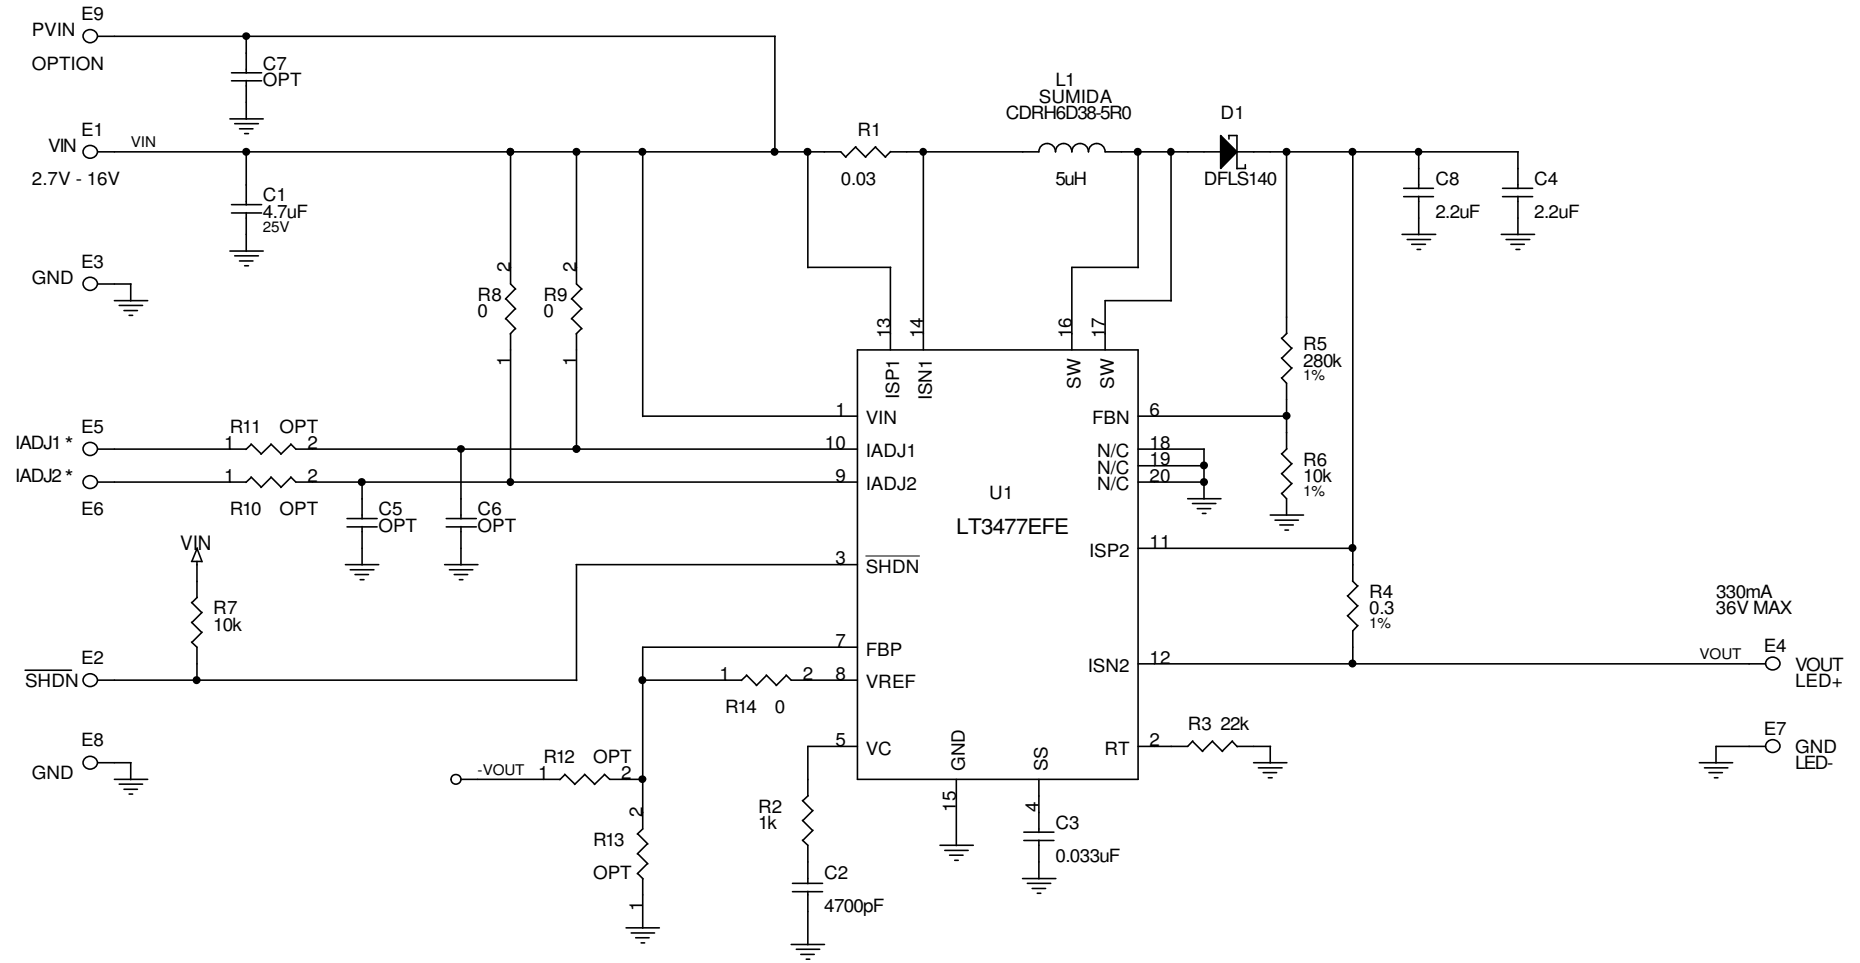 E9
PVIN
OPTION
C7
OPT
E1
VIN
VIN
2.7V - 16V
C1
4.7uF
25V
E3
GND
R8
0
2
1
R9
0
2
1
R1
0.03
L1
SUMIDA
CDRH6D38-5R0
5uH
D1
DFLS140
C8
2.2uF
C4
2.2uF
13
14
16
17
ISP1
ISN1
SW
SW
E5
IADJ1 *
1
R11 OPT
2
IADJ2 *
E6
1
R10 OPT
2
C5
OPT
C6
OPT
1
VIN
10
IADJ1
9
IADJ2
3
SHDN
7
FBP
8
VREF
5
VC
U1
LT3477EFE
FBN
6
N/C
18
N/C
19
N/C
20
ISP2
11
ISN2
12
RT
2
GND
15
SS
4
R5
280k
1%
R6
10k
1%
R4
0.3
1%
330mA
36V MAX
VOUT
E4
VOUT
LED+
E7
GND
LED-
R3 22k
VIN
R7
10k
E2
SHDN
E8
GND
1
2
R14 0
-VOUT
1
R12 OPT
2
2
R13
OPT
1
R2
1k
C2
4700pF
C3
0.033uF